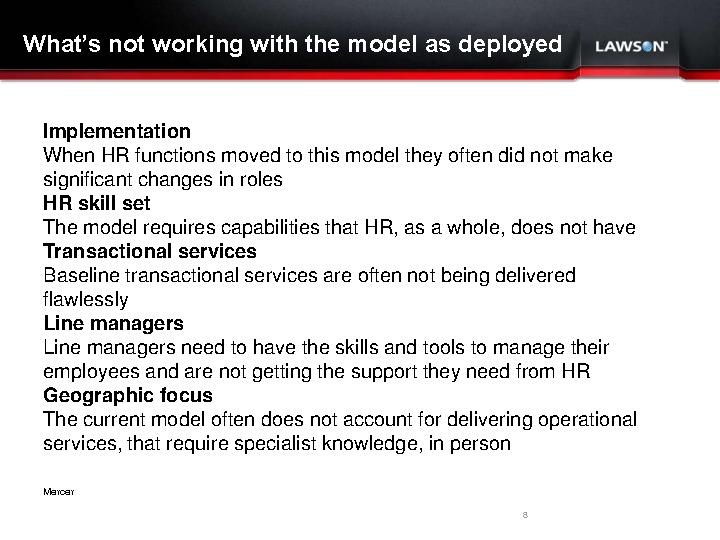 What's not working with the model as deployed
LAWSON™
Implementation
When HR functions moved to this model they often did not make
significant changes in roles
HR skill set
The model requires capabilities that HR, as a whole, does not have
Transactional services
Baseline transactional services are often not being delivered
flawlessly
Line managers
Line managers need to have the skills and tools to manage their
employees and are not getting the support they need from HR
Geographic focus
The current model often does not account for delivering operational
services, that require specialist knowledge, in person
Mercer
8